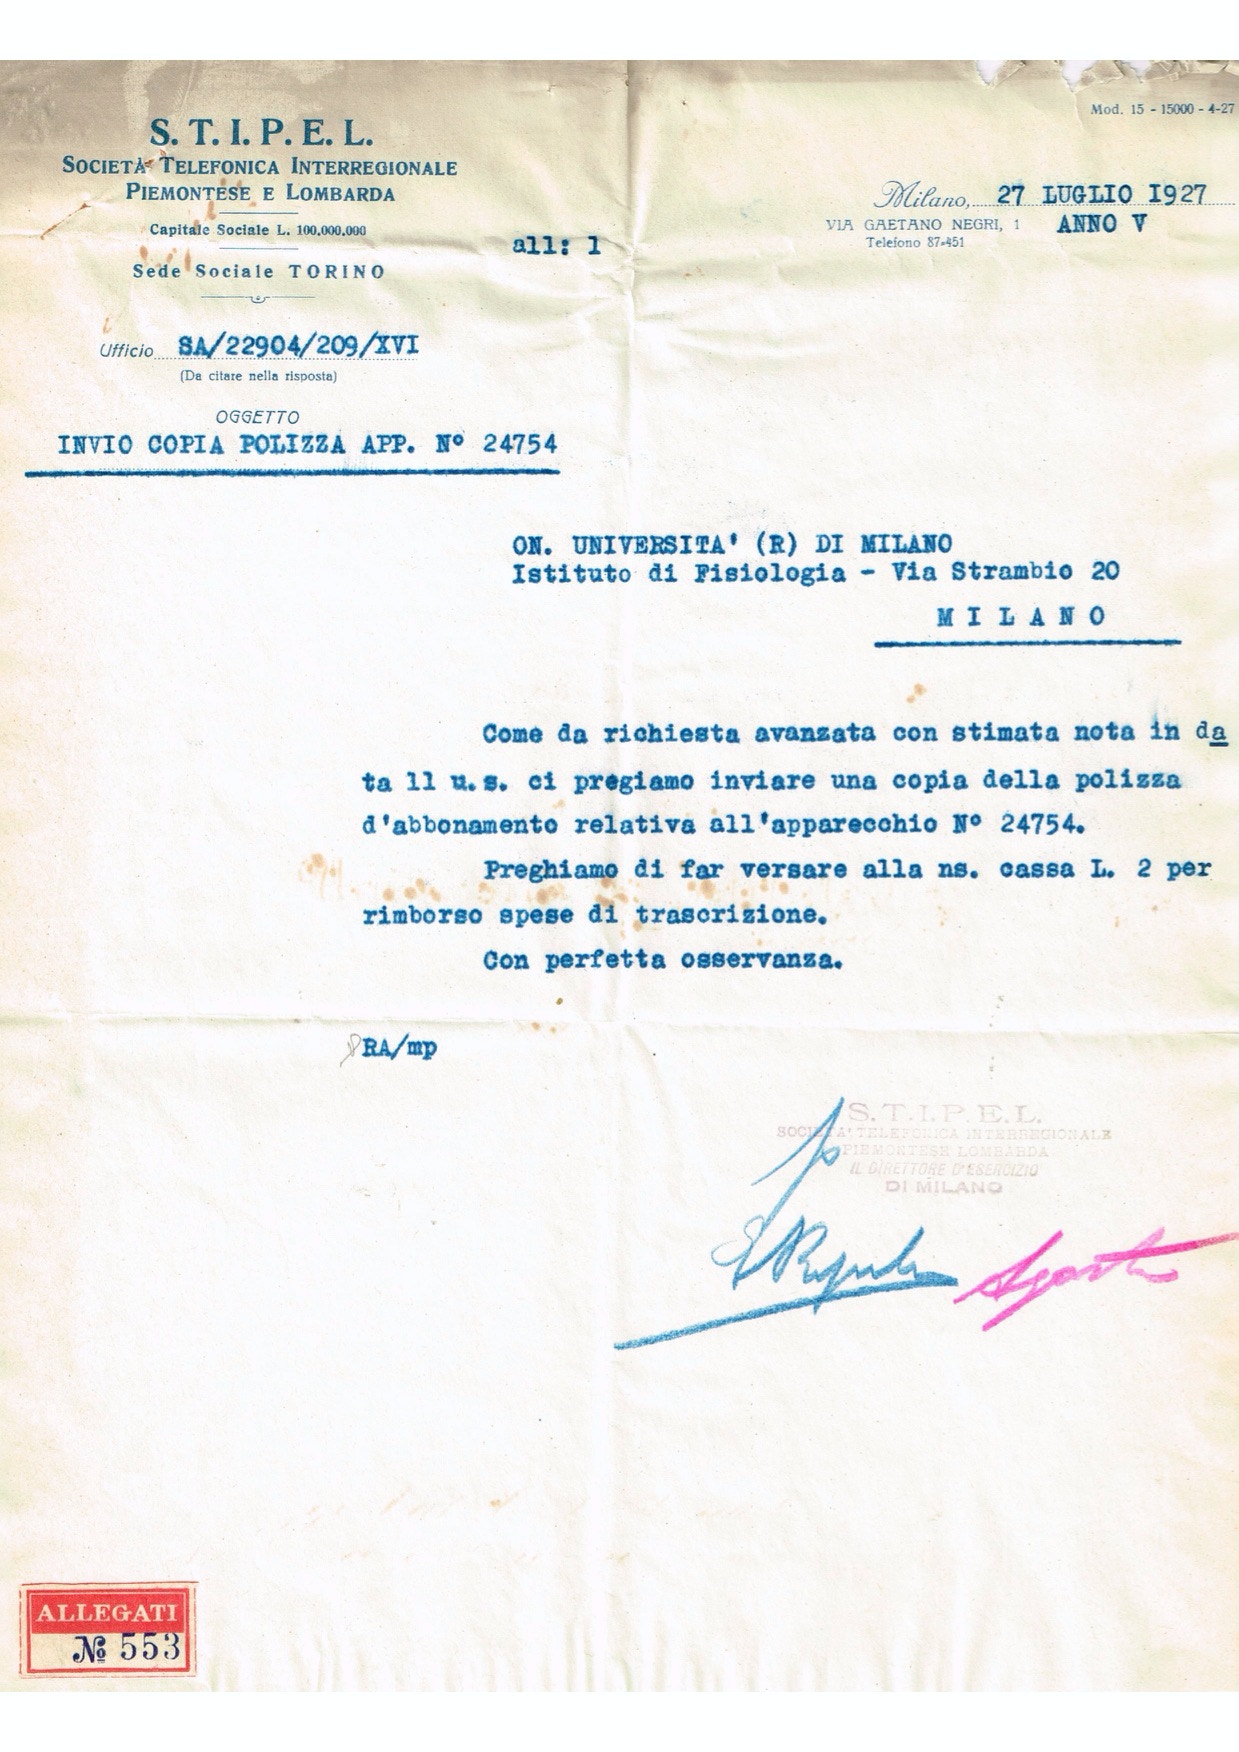 Mod. 15 - 15000 - 4-27
S. T. I. P. E. L.
SOCIETÀ TELEFONICA INTERREGIONALE
PIEMONTESE E LOMBARDA
Capitale Sociale L. 100.000.000
Sede Sociale TORINO
all: 1
Milano, 27 LUGLIO 1927
VIA GAETANO NEGRI, 1 ANNO V
Telefono 87-451
Ufficio SA/22904/209/XVI
(Da citare nella risposta)
OGGETTO
INVIO COPIA POLIZZA APP. N° 24754
ON. UNIVERSITA' (R) DI MILANO
Istituto di Fisiologia - Via Strambio 20
M I L A N O
Come da richiesta avanzata con stimata nota in da
ta 11 u.s. ci pregiamo inviare una copia della polizza
d'abbonamento relativa all'apparecchio N° 24754.
Preghiamo di far versare alla ns. cassa L. 2 per
rimborso spese di trascrizione.
Con perfetta osservanza.
RA/mp
S.T.I.P.E.L.
SOCIETA' TELEFONICA INTERREGIONALE
PIEMONTESE LOMBARDA
IL DIRETTORE D'ESERCIZIO
DI MILANO
ALLEGATI
№ 553